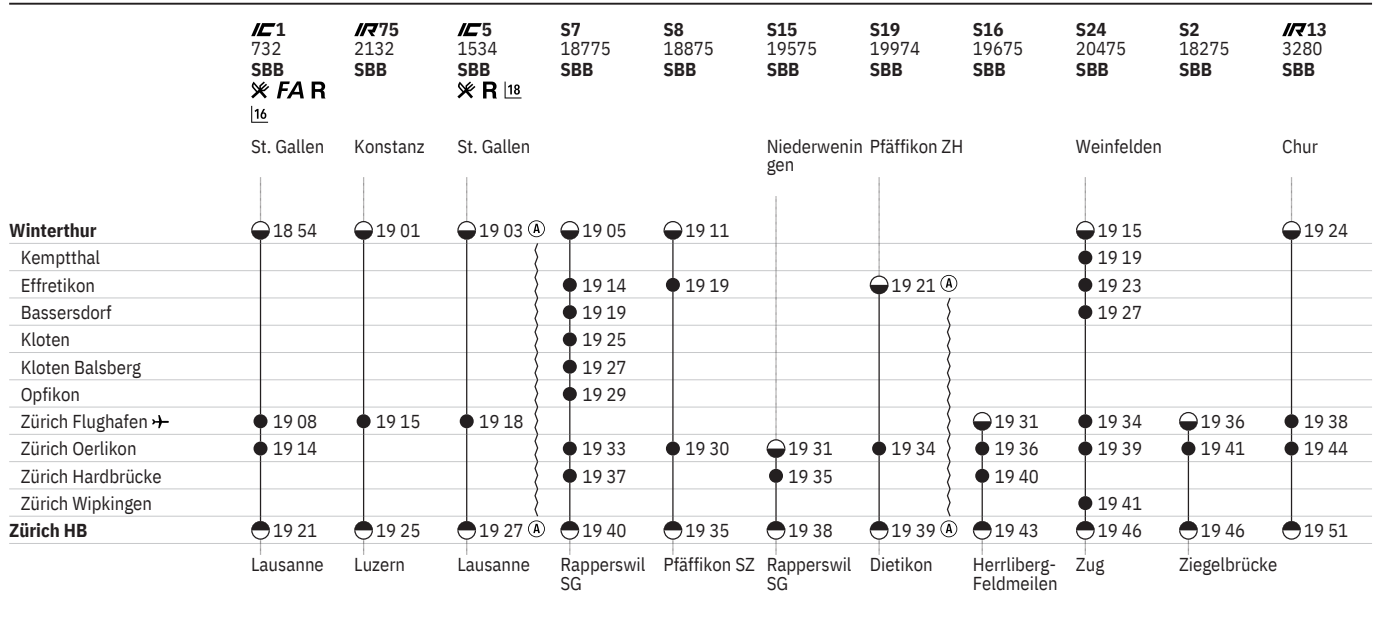 IC1 IR75 IC5 S7 S8 S15 S19 S16 S24 S2 IR13
732 2132 1534 18775 18875 19575 19974 19675 20475 18275 3280
SBB SBB SBB SBB SBB SBB SBB SBB SBB SBB SBB
FA R R 18
16
St. Gallen Konstanz St. Gallen Niederwenin Pfäffikon ZH Weinfelden Chur
gen
Winterthur 18 54 19 01 19 03 A 19 05 19 11 19 15 19 24
Kemptthal 19 19
Effretikon 19 14 19 19 19 21 A 19 23
Bassersdorf 19 19 19 27
Kloten 19 25
Kloten Balsberg 19 27
Opfikon 19 29
Zürich Flughafen 19 08 19 15 19 18 19 31 19 34 19 36 19 38
Zürich Oerlikon 19 14 19 33 19 30 19 31 19 34 19 36 19 39 19 41 19 44
Zürich Hardbrücke 19 37 19 35 19 40
Zürich Wipkingen 19 41
Zürich HB 19 21 19 25 19 27 A 19 40 19 35 19 38 19 39 A 19 43 19 46 19 46 19 51
Lausanne Luzern Lausanne Rapperswil Pfäffikon SZ Rapperswil Dietikon Herrliberg- Zug Ziegelbrücke
SG SG Feldmeilen